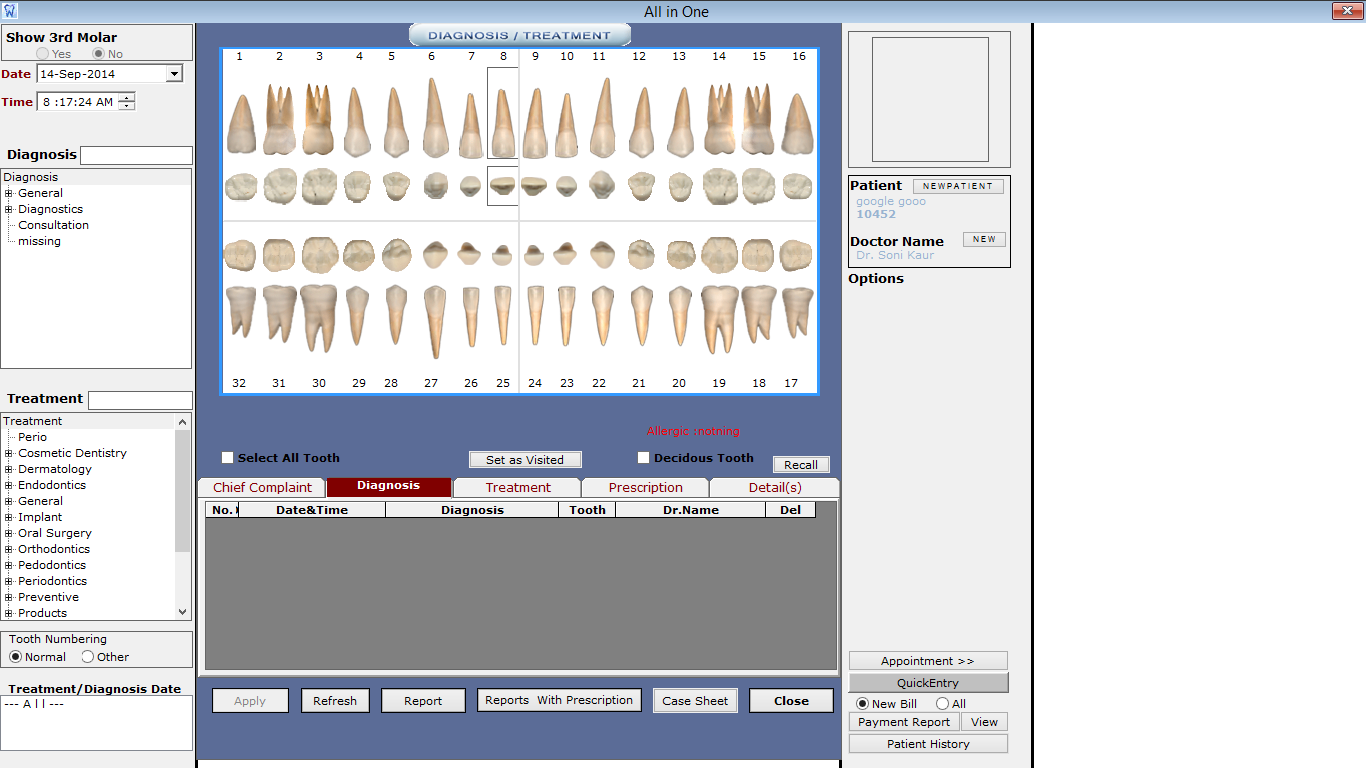 All in One
Show 3rd Molar
Yes No
Date 14-Sep-2014
Time 8 :17:24 AM
Diagnosis
Diagnosis
General
Diagnostics
Consultation
missing
Treatment
Treatment
Perio
Cosmetic Dentistry
Dermatology
Endodontics
General
Implant
Oral Surgery
Orthodontics
Pedodontics
Periodontics
Preventive
Products
Tooth Numbering
Normal Other
Treatment/Diagnosis Date
--- A l l ---
DIAGNOSIS / TREATMENT
1 2 3 4 5 6 7 8 9 10 11 12 13 14 15 16
32 31 30 29 28 27 26 25 24 23 22 21 20 19 18 17
Allergic :notning
Select All Tooth Set as Visited Decidous Tooth Recall
Chief Complaint Diagnosis Treatment Prescription Detail(s)
No. Date&Time Diagnosis Tooth Dr.Name Del
Apply Refresh Report Reports With Prescription Case Sheet Close
Patient NEWPATIENT
google gooo
10452
Doctor Name NEW
Dr. Soni Kaur
Options
Appointment >>
QuickEntry
New Bill All
Payment Report View
Patient History